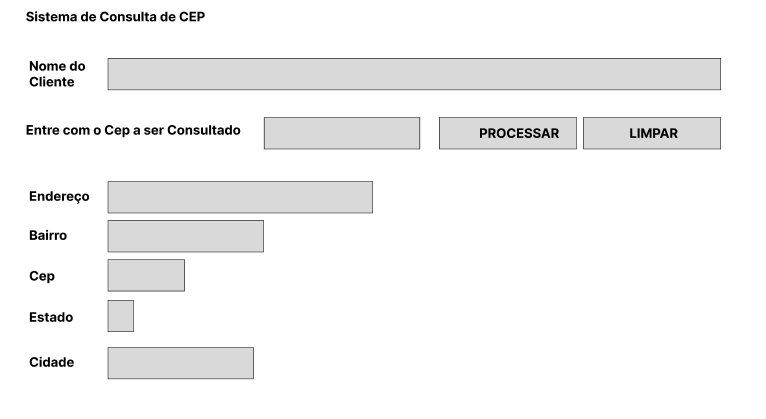 Sistema de Consulta de CEP
Nome do
Cliente
Entre com o Cep a ser Consultado
PROCESSAR
LIMPAR
Endereço
Bairro
Cep
Estado
Cidade